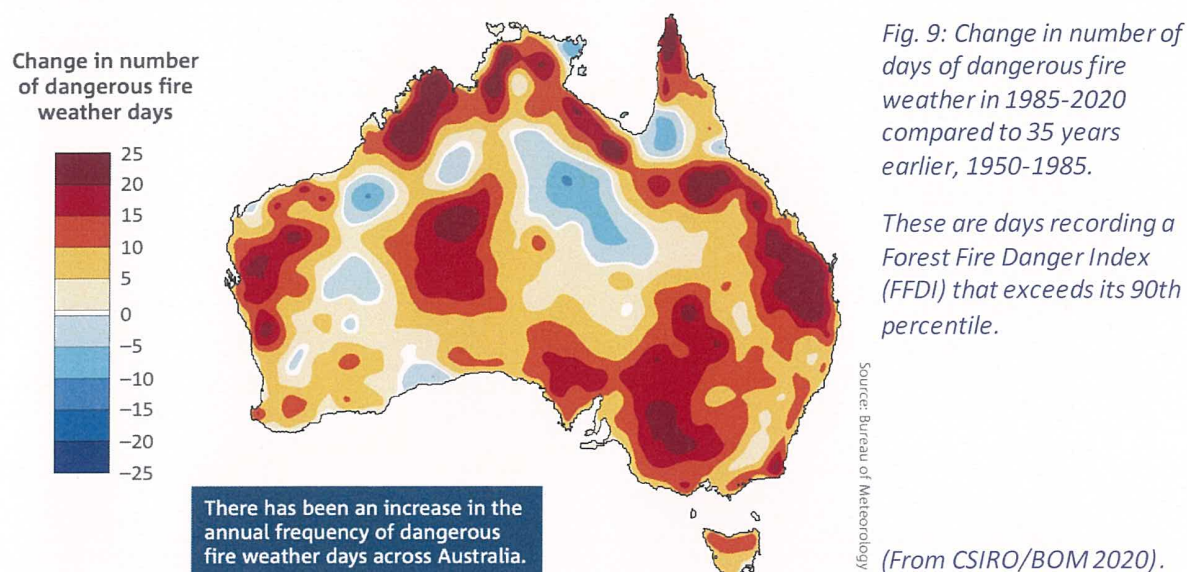 Change in number
of dangerous fire
weather days
25
20
15
10
5
0
−5
−10
−15
−20
−25
There has been an increase in the
annual frequency of dangerous
fire weather days across Australia.
Source: Bureau of Meteorology
Fig. 9: Change in number of
days of dangerous fire
weather in 1985-2020
compared to 35 years
earlier, 1950-1985.
These are days recording a
Forest Fire Danger Index
(FFDI) that exceeds its 90th
percentile.
(From CSIRO/BOM 2020).